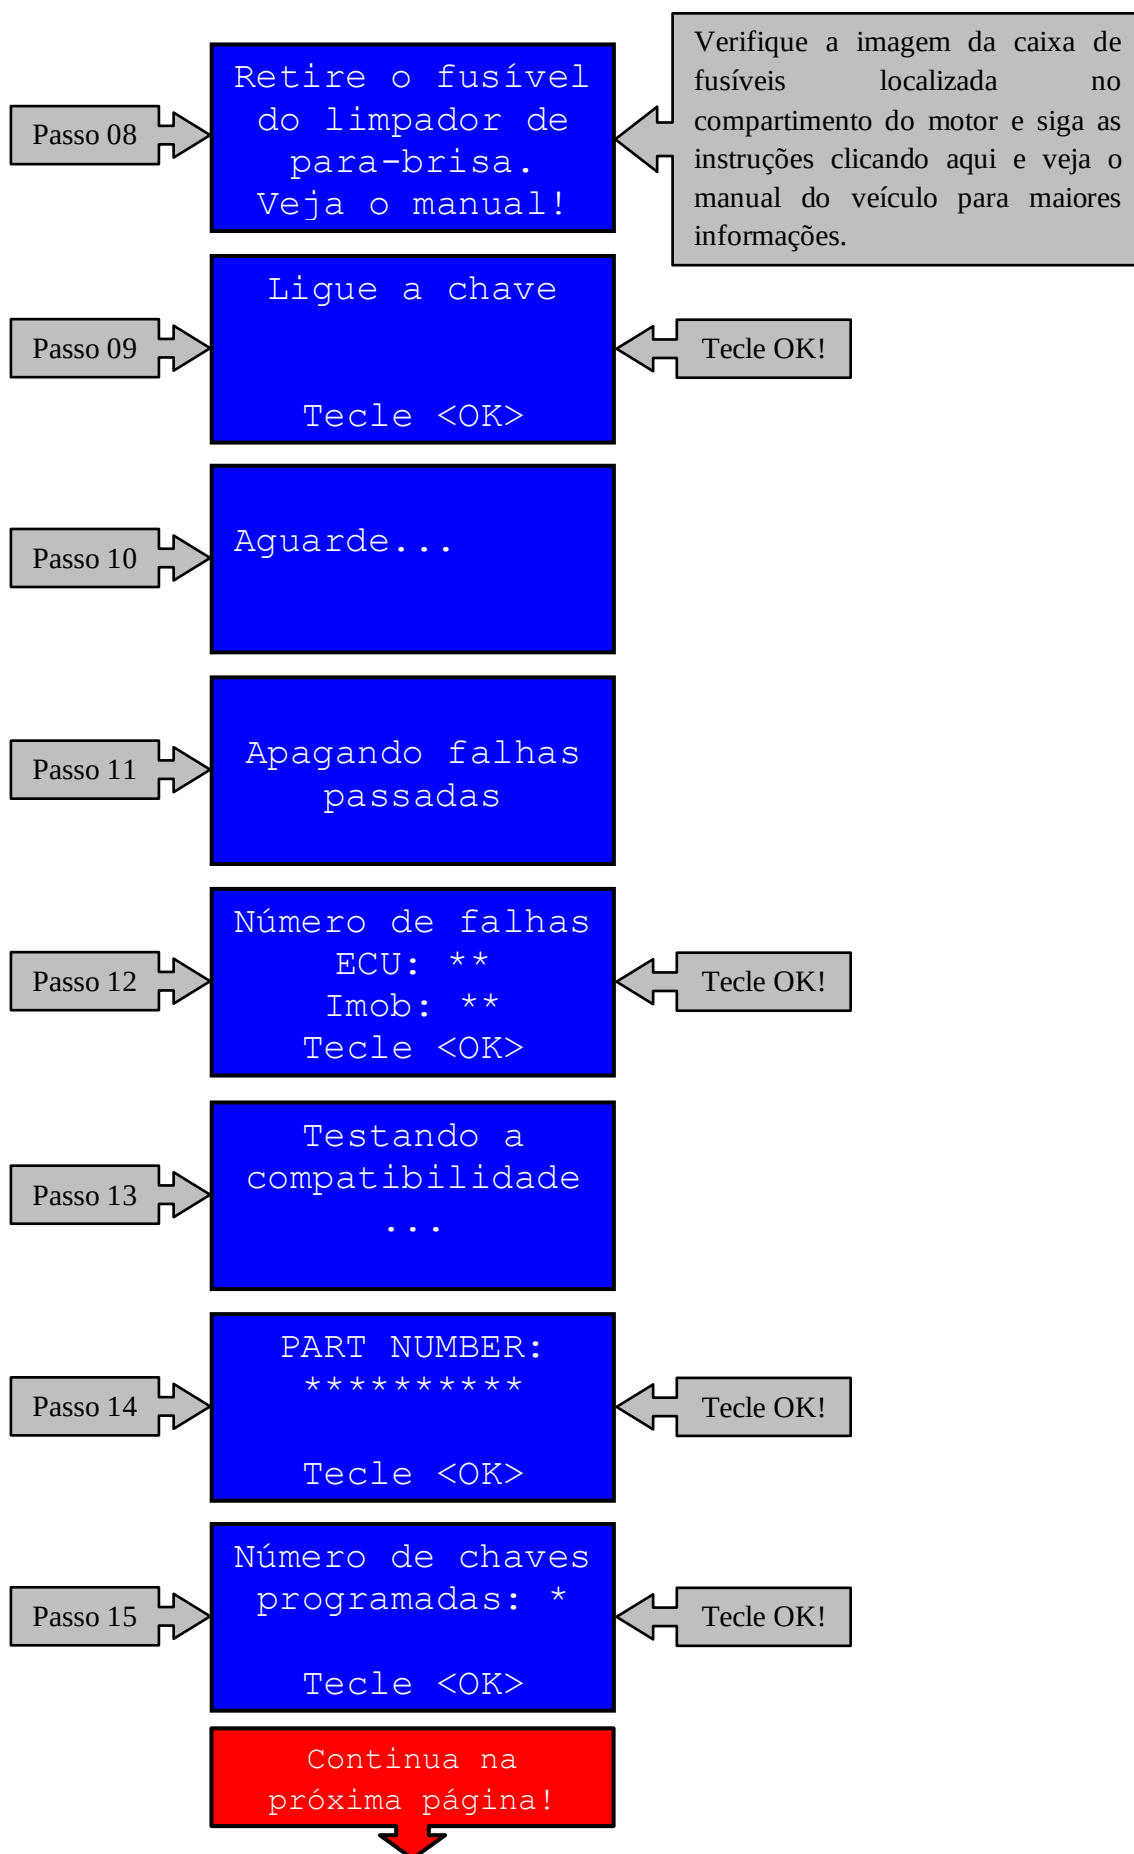 Passo 08
Retire o fusível
do limpador de
para-brisa.
Veja o manual!
Verifique a imagem da caixa de
fusíveis localizada no
compartimento do motor e siga as
instruções clicando aqui e veja o
manual do veículo para maiores
informações.
Passo 09
Ligue a chave
Tecle <OK>
Tecle OK!
Passo 10
Aguarde...
Passo 11
Apagando falhas
passadas
Passo 12
Número de falhas
ECU: **
Imob: **
Tecle <OK>
Tecle OK!
Passo 13
Testando a
compatibilidade
...
Passo 14
PART NUMBER:
**********
Tecle <OK>
Tecle OK!
Passo 15
Número de chaves
programadas: *
Tecle <OK>
Tecle OK!
Continua na
próxima página!